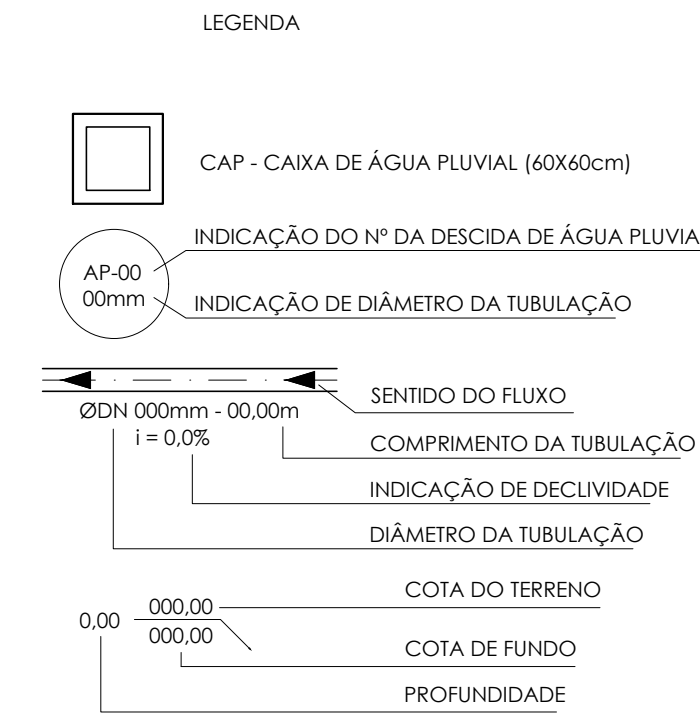 LEGENDA
CAP - CAIXA DE ÁGUA PLUVIAL (60X60cm)
INDICAÇÃO DO Nº DA DESCIDA DE ÁGUA PLUVIA
AP-00
00mm
INDICAÇÃO DE DIÂMETRO DA TUBULAÇÃO
SENTIDO DO FLUXO
ØDN 000mm - 00,00m
i = 0,0%
COMPRIMENTO DA TUBULAÇÃO
INDICAÇÃO DE DECLIVIDADE
DIÂMETRO DA TUBULAÇÃO
COTA DO TERRENO
000,00
0,00
000,00
COTA DE FUNDO
PROFUNDIDADE